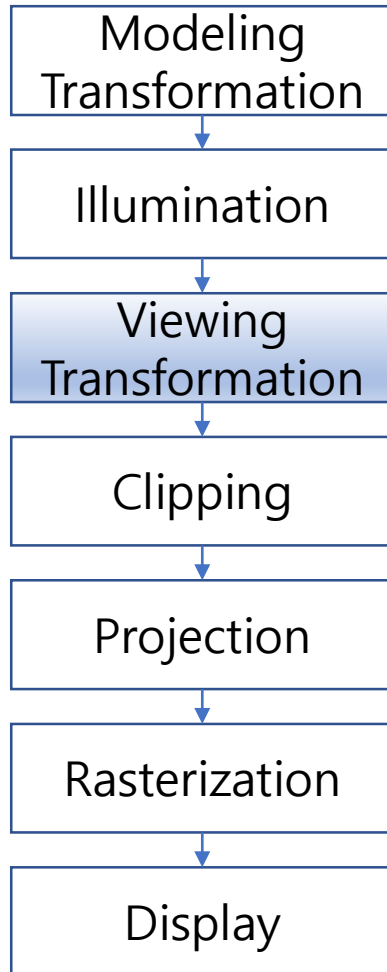 Modeling
Transformation
Illumination
Viewing
Transformation
Clipping
Projection
Rasterization
Display